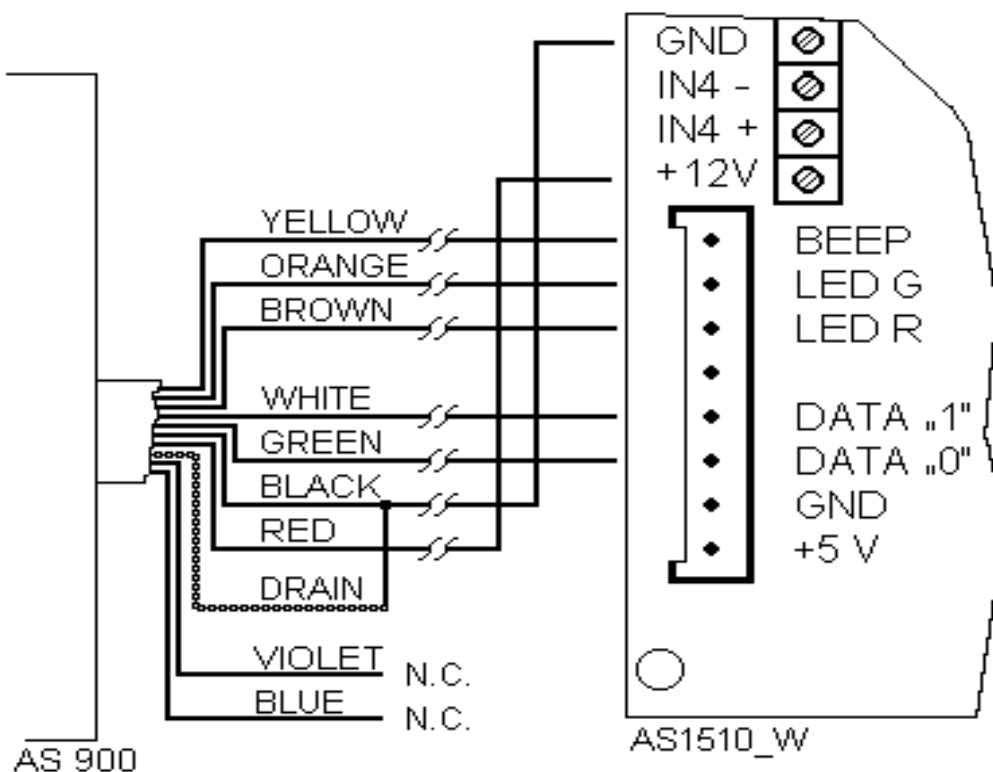 GND
IN4 -
IN4 +
+12V
YELLOW
ORANGE
BROWN
WHITE
GREEN
BLACK
RED
DRAIN
VIOLET N.C.
BLUE N.C.
BEEP
LED G
LED R
DATA „1"
DATA „0"
GND
+5 V
AS 900
AS1510_W